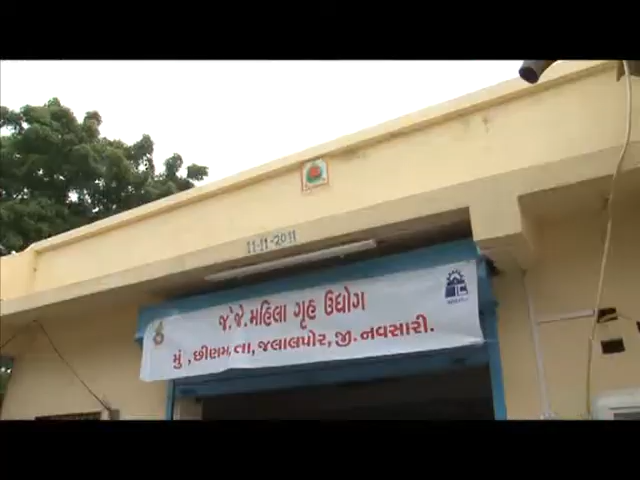 11-11-2011
જ.જે.મહિલા ગૃહ ઉદ્યોગ
મું ,છીણમ,તા,જલાલપોર,જી.નવસારી.